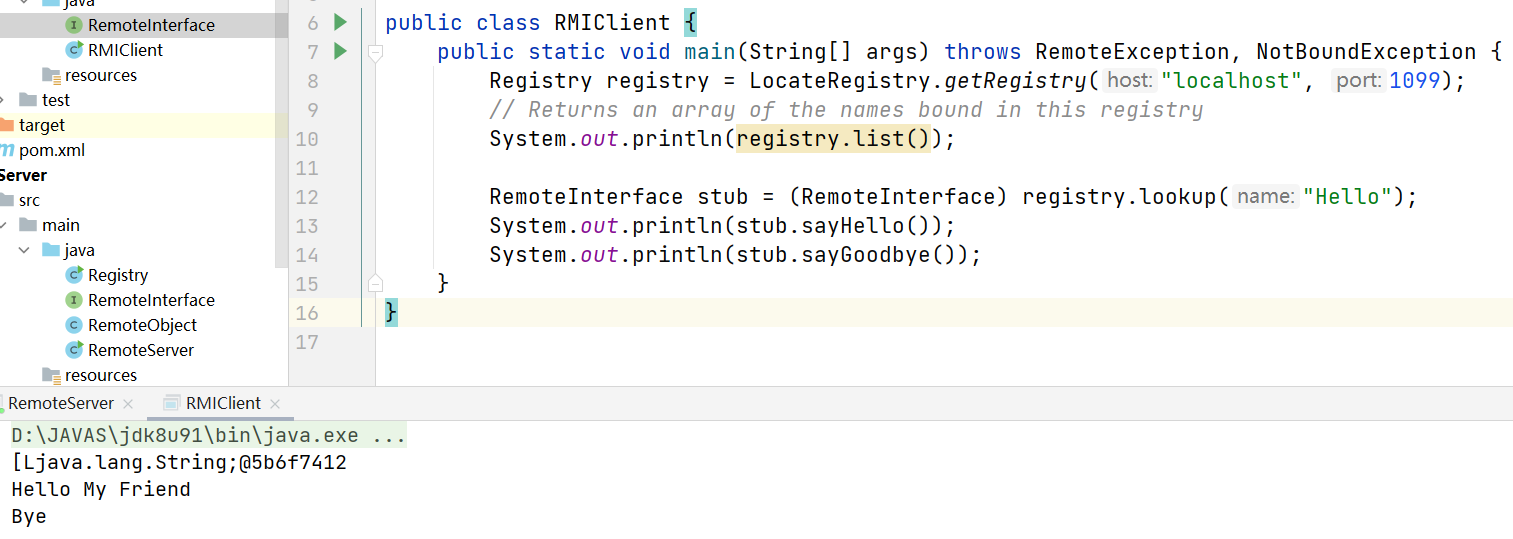 java
RemoteInterface
RMIClient
resources
test
target
pom.xml
Server
src
main
java
Registry
RemoteInterface
RemoteObject
RemoteServer
resources
6 public class RMIClient {
7 public static void main(String[] args) throws RemoteException, NotBoundException {
8 Registry registry = LocateRegistry.getRegistry( host: "localhost", port: 1099);
9 // Returns an array of the names bound in this registry
10 System.out.println(registry.list());
11
12 RemoteInterface stub = (RemoteInterface) registry.lookup( name: "Hello");
13 System.out.println(stub.sayHello());
14 System.out.println(stub.sayGoodbye());
15 }
16 }
17
RemoteServer × RMIClient ×
D:\JAVAS\jdk8u91\bin\java.exe ...
[Ljava.lang.String;@5b6f7412
Hello My Friend
Bye